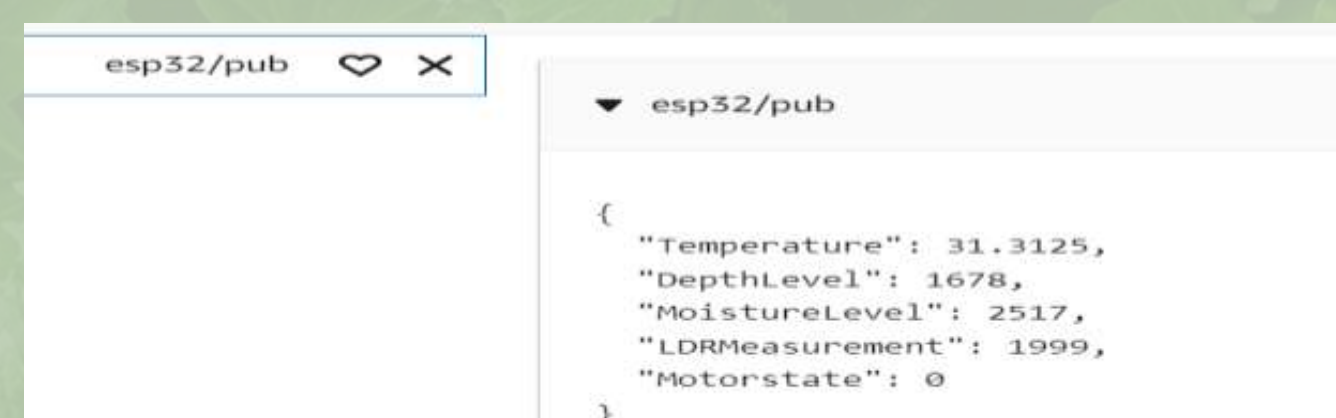 esp32/pub
esp32/pub
{
"Temperature": 31.3125,
"DepthLevel": 1678,
"MoistureLevel": 2517,
"LDRMeasurement": 1999,
"Motorstate": 0
}